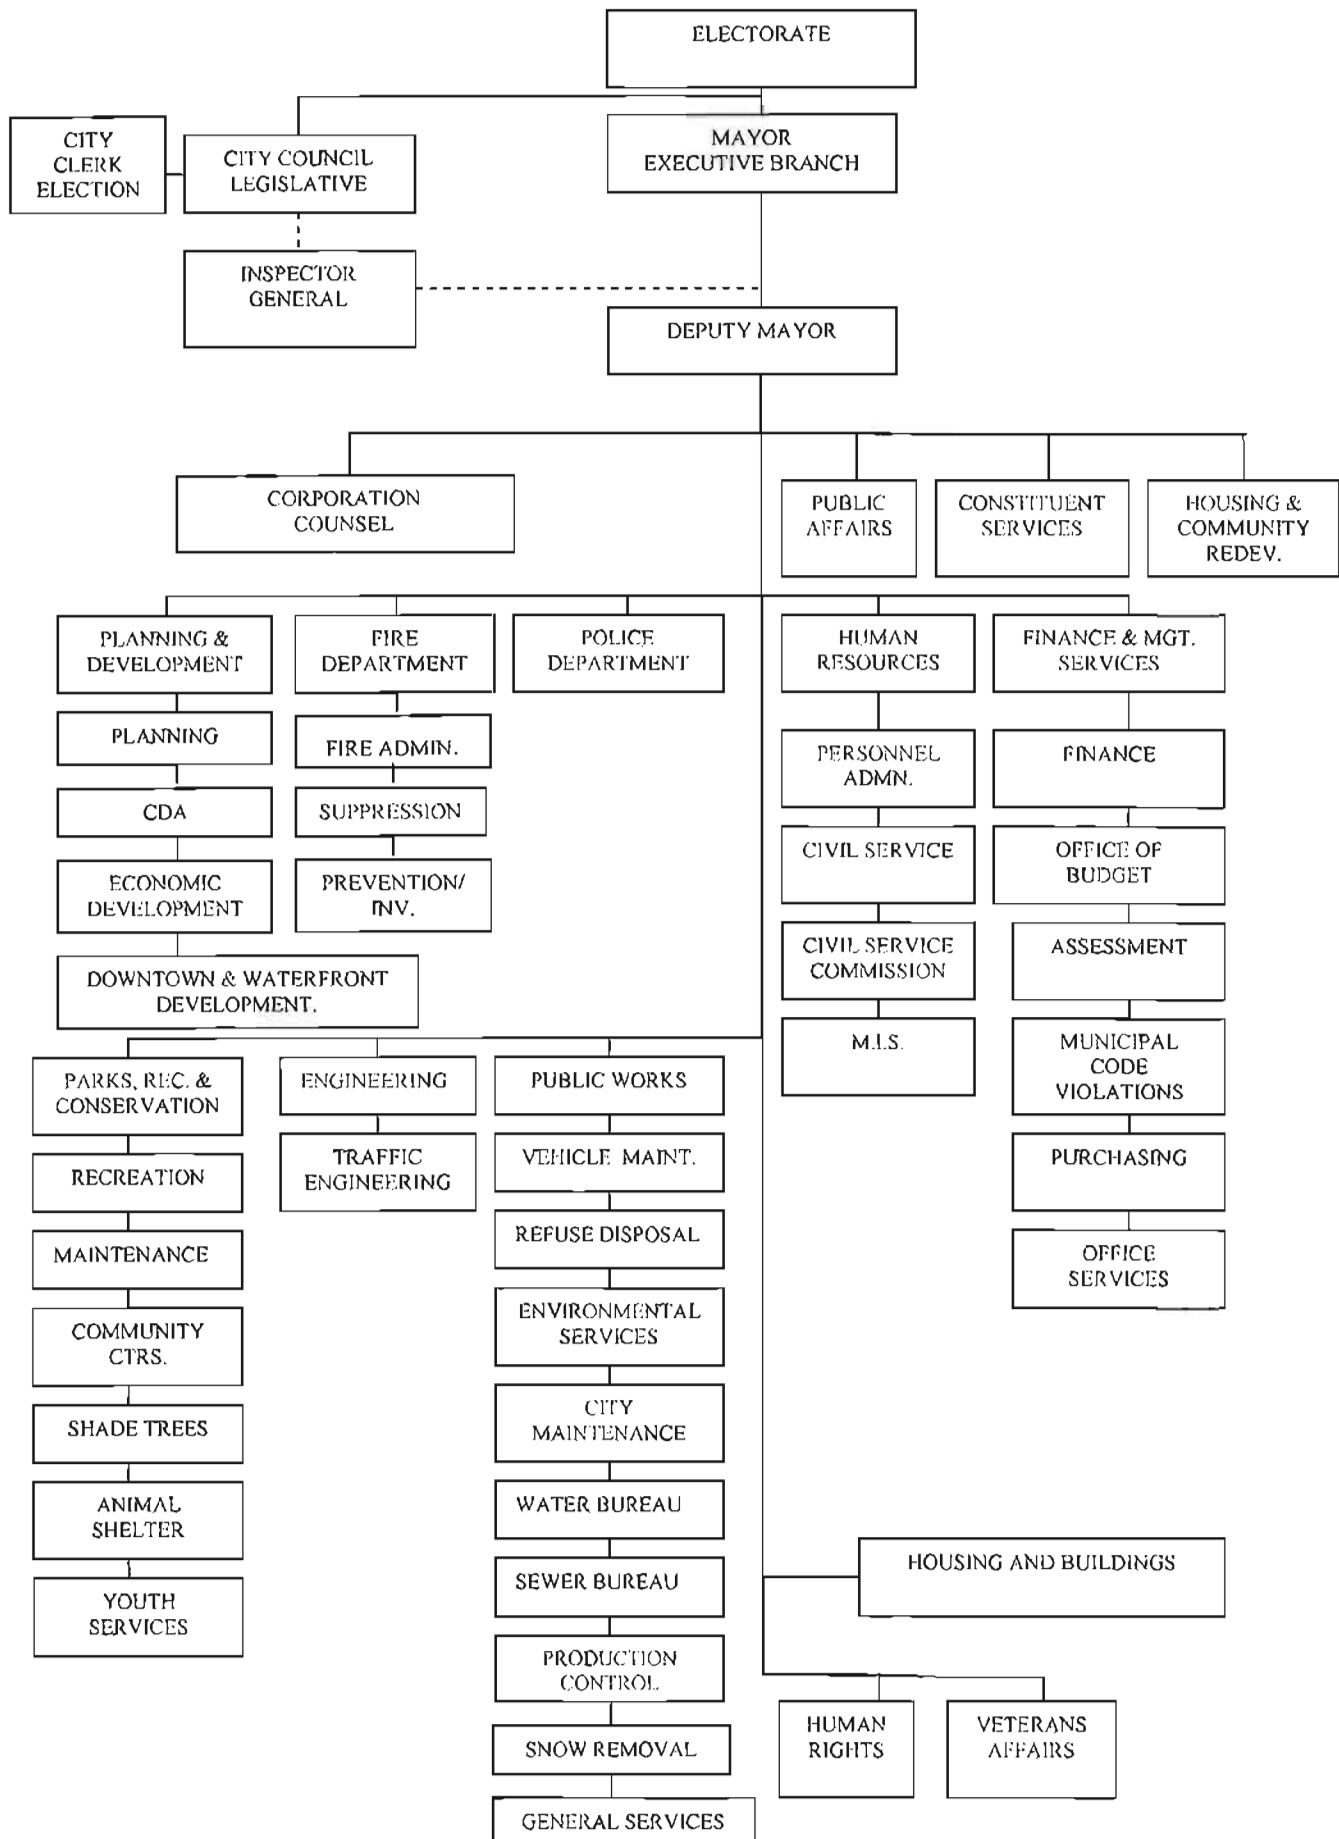 ELECTORATE
CITY
CLERK
ELECTION
CITY COUNCIL
LEGISLATIVE
MAYOR
EXECUTIVE BRANCH
INSPECTOR
GENERAL
DEPUTY MAYOR
CORPORATION
COUNSEL
PUBLIC
AFFAIRS
CONSTITUENT
SERVICES
HOUSING &
COMMUNITY
REDEV.
PLANNING &
DEVELOPMENT
FIRE
DEPARTMENT
POLICE
DEPARTMENT
HUMAN
RESOURCES
FINANCE & MGT.
SERVICES
PLANNING
CDA
ECONOMIC
DEVELOPMENT
DOWNTOWN & WATERFRONT
DEVELOPMENT.
FIRE ADMIN.
SUPPRESSION
PREVENTION/
INV.
PERSONNEL
ADMN.
CIVIL SERVICE
CIVIL SERVICE
COMMISSION
M.I.S.
FINANCE
OFFICE OF
BUDGET
ASSESSMENT
MUNICIPAL
CODE
VIOLATIONS
PURCHASING
OFFICE
SERVICES
PARKS, REC. &
CONSERVATION
RECREATION
MAINTENANCE
COMMUNITY
CTRS.
SHADE TREES
ANIMAL
SHELTER
YOUTH
SERVICES
ENGINEERING
TRAFFIC
ENGINEERING
PUBLIC WORKS
VEHICLE MAINT.
REFUSE DISPOSAL
ENVIRONMENTAL
SERVICES
CITY
MAINTENANCE
WATER BUREAU
SEWER BUREAU
PRODUCTION
CONTROL
SNOW REMOVAL
GENERAL SERVICES
HOUSING AND BUILDINGS
HUMAN
RIGHTS
VETERANS
AFFAIRS